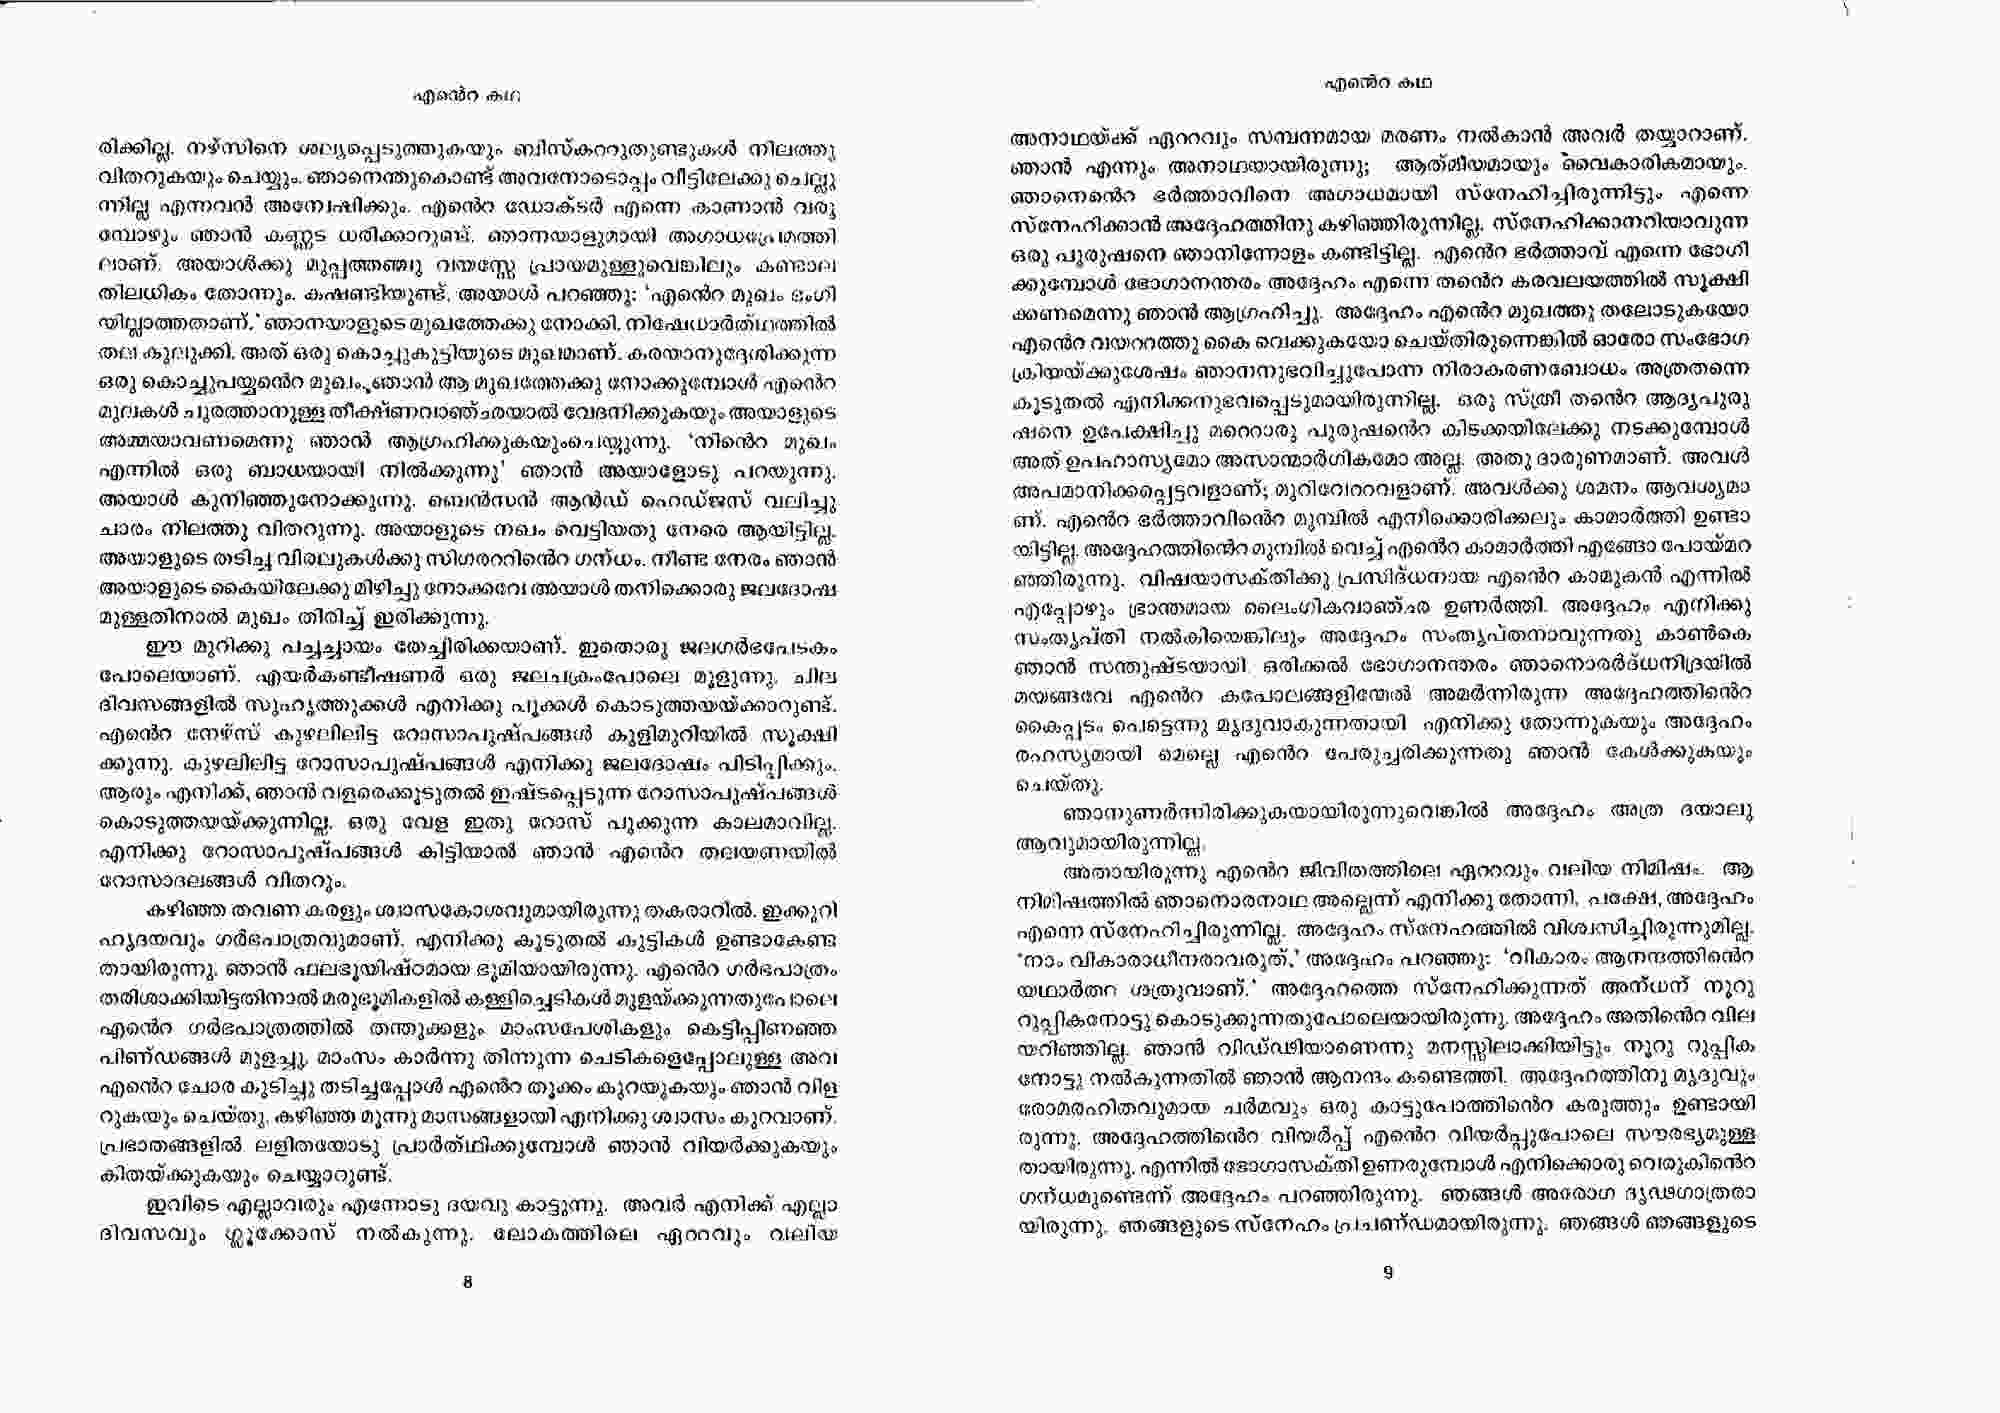 എന്റെ കഥ
രിക്കില്ല. നഴ്സിനെ ശല്യപ്പെടുത്തുകയും ബിസ്കററുതുണ്ടുകൾ നിലത്തു
വിതറുകയും ചെയ്യും. ഞാനെന്തുകൊണ്ട് അവനോടൊപ്പം വീട്ടിലേക്കു ചെല്ലു
ന്നില്ല എന്നവൻ അന്വേഷിക്കും. എന്റെ ഡോക്ടർ എന്നെ കാണാൻ വരു
മ്പോഴും ഞാൻ കണ്ണട ധരിക്കാറുണ്ട്. ഞാനയാളുമായി അഗാധപ്രേമത്തി
ലാണ്. അയാൾക്കു മുപ്പത്തഞ്ചു വയസ്സേ പ്രായമുള്ളുവെങ്കിലും കണ്ടാല
തിലധികം തോന്നും. കഷണ്ടിയുണ്ട്. അയാൾ പറഞ്ഞു: 'എന്റെ മുഖം ഭംഗി
യില്ലാത്തതാണ്.' ഞാനയാളുടെ മുഖത്തേക്കു നോക്കി. നിഷേധാർത്ഥത്തിൽ
തല കുലുക്കി. അത് ഒരു കൊച്ചുകുട്ടിയുടെ മുഖമാണ്. കരയാനുദ്ദേശിക്കുന്ന
ഒരു കൊച്ചുപയ്യന്റെ മുഖം. ഞാൻ ആ മുഖത്തേക്കു നോക്കുമ്പോൾ എന്റെ
മുലകൾ ചുരത്താനുള്ള തീക്ഷ്ണവാഞ്ഛയാൽ വേദനിക്കുകയും അയാളുടെ
അമ്മയാവണമെന്നു ഞാൻ ആഗ്രഹിക്കുകയുംചെയ്യുന്നു. 'നിന്റെ മുഖം
എന്നിൽ ഒരു ബാധയായി നിൽക്കുന്നു' ഞാൻ അയാളോടു പറയുന്നു.
അയാൾ കുനിഞ്ഞുനോക്കുന്നു. ബെൻസൻ ആൻഡ് ഹെഡ്ജസ് വലിച്ചു
ചാരം നിലത്തു വിതറുന്നു. അയാളുടെ നഖം വെട്ടിയതു നേരെ ആയിട്ടില്ല.
അയാളുടെ തടിച്ച വിരലുകൾക്കു സിഗരററിന്റെ ഗന്ധം. നീണ്ട നേരം ഞാൻ
അയാളുടെ കൈയിലേക്കു മിഴിച്ചു നോക്കവേ അയാൾ തനിക്കൊരു ജലദോഷ
മുള്ളതിനാൽ മുഖം തിരിച്ച് ഇരിക്കുന്നു.
ഈ മുറിക്കു പച്ചച്ചായം തേച്ചിരിക്കയാണ്. ഇതൊരു ജലഗർഭപേടകം
പോലെയാണ്. എയർകണ്ടീഷണർ ഒരു ജലചക്രംപോലെ മൂളുന്നു. ചില
ദിവസങ്ങളിൽ സുഹൃത്തുക്കൾ എനിക്കു പൂക്കൾ കൊടുത്തയയ്ക്കാറുണ്ട്.
എന്റെ നേഴ്സ് കുഴലിലിട്ട റോസാപുഷ്പങ്ങൾ കുളിമുറിയിൽ സൂക്ഷി
ക്കുന്നു. കുഴലിലിട്ട റോസാപുഷ്പങ്ങൾ എനിക്കു ജലദോഷം പിടിപ്പിക്കും.
ആരും എനിക്ക്, ഞാൻ വളരെക്കൂടുതൽ ഇഷ്ടപ്പെടുന്ന റോസാപുഷ്പങ്ങൾ
കൊടുത്തയയ്ക്കുന്നില്ല. ഒരു വേള ഇതു റോസ് പൂക്കുന്ന കാലമാവില്ല.
എനിക്കു റോസാപുഷ്പങ്ങൾ കിട്ടിയാൽ ഞാൻ എന്റെ തലയണയിൽ
റോസാദലങ്ങൾ വിതറും.
കഴിഞ്ഞ തവണ കരളും ശ്വാസകോശവുമായിരുന്നു തകരാറിൽ. ഇക്കുറി
ഹൃദയവും ഗർഭപാത്രവുമാണ്. എനിക്കു കൂടുതൽ കുട്ടികൾ ഉണ്ടാകേണ്ട
തായിരുന്നു. ഞാൻ ഫലഭൂയിഷ്ഠമായ ഭൂമിയായിരുന്നു. എന്റെ ഗർഭപാത്രം
തരിശാക്കിയിട്ടതിനാൽ മരുഭൂമികളിൽ കള്ളിച്ചെടികൾ മുളയ്ക്കുന്നതുപോലെ
എന്റെ ഗർഭപാത്രത്തിൽ തന്തുക്കളും മാംസപേശികളും കെട്ടിപ്പിണഞ്ഞ
പിണ്ഡങ്ങൾ മുളച്ചു. മാംസം കാർന്നു തിന്നുന്ന ചെടികളെപ്പോലുള്ള അവ
എന്റെ ചോര കുടിച്ചു തടിച്ചപ്പോൾ എന്റെ തൂക്കം കുറയുകയും ഞാൻ വിള
റുകയും ചെയ്തു. കഴിഞ്ഞ മൂന്നു മാസങ്ങളായി എനിക്കു ശ്വാസം കുറവാണ്.
പ്രഭാതങ്ങളിൽ ലളിതയോടു പ്രാർത്ഥിക്കുമ്പോൾ ഞാൻ വിയർക്കുകയും
കിതയ്ക്കുകയും ചെയ്യാറുണ്ട്.
ഇവിടെ എല്ലാവരും എന്നോടു ദയവു കാട്ടുന്നു. അവർ എനിക്ക് എല്ലാ
ദിവസവും ഗ്ലൂക്കോസ് നൽകുന്നു. ലോകത്തിലെ ഏററവും വലിയ
8
എന്റെ കഥ
അനാഥയ്ക്ക് ഏററവും സമ്പന്നമായ മരണം നൽകാൻ അവർ തയ്യാറാണ്.
ഞാൻ എന്നും അനാഥയായിരുന്നു; ആത്മീയമായും വൈകാരികമായും.
ഞാനെന്റെ ഭർത്താവിനെ അഗാധമായി സ്നേഹിച്ചിരുന്നിട്ടും എന്നെ
സ്നേഹിക്കാൻ അദ്ദേഹത്തിനു കഴിഞ്ഞിരുന്നില്ല. സ്നേഹിക്കാനറിയാവുന്ന
ഒരു പുരുഷനെ ഞാനിന്നോളം കണ്ടിട്ടില്ല. എന്റെ ഭർത്താവ് എന്നെ ഭോഗി
ക്കുമ്പോൾ ഭോഗാനന്തരം അദ്ദേഹം എന്നെ തന്റെ കരവലയത്തിൽ സൂക്ഷി
ക്കണമെന്നു ഞാൻ ആഗ്രഹിച്ചു. അദ്ദേഹം എന്റെ മുഖത്തു തലോടുകയോ
എന്റെ വയററത്തു കൈ വെക്കുകയോ ചെയ്തിരുന്നെങ്കിൽ ഓരോ സംഭോഗ
ക്രിയയ്ക്കുശേഷം ഞാനനുഭവിച്ചുപോന്ന നിരാകരണബോധം അത്രതന്നെ
കൂടുതൽ എനിക്കനുഭവപ്പെടുമായിരുന്നില്ല. ഒരു സ്ത്രീ തന്റെ ആദ്യപുരു
ഷനെ ഉപേക്ഷിച്ചു മറെറാരു പുരുഷന്റെ കിടക്കയിലേക്കു നടക്കുമ്പോൾ
അത് ഉപഹാസ്യമോ അസാന്മാർഗികമോ അല്ല. അതു ദാരുണമാണ്. അവൾ
അപമാനിക്കപ്പെട്ടവളാണ്; മുറിവേററവളാണ്. അവൾക്കു ശമനം ആവശ്യമാ
ണ്. എന്റെ ഭർത്താവിന്റെ മുമ്പിൽ എനിക്കൊരിക്കലും കാമാർത്തി ഉണ്ടാ
യിട്ടില്ല. അദ്ദേഹത്തിന്റെ മുമ്പിൽ വെച്ച് എന്റെ കാമാർത്തി എങ്ങോ പോയ്മറ
ഞ്ഞിരുന്നു. വിഷയാസക്തിക്കു പ്രസിദ്ധനായ എന്റെ കാമുകൻ എന്നിൽ
എപ്പോഴും ഭ്രാന്തമായ ലൈംഗികവാഞ്ഛ ഉണർത്തി. അദ്ദേഹം എനിക്കു
സംതൃപ്തി നൽകിയെങ്കിലും അദ്ദേഹം സംതൃപ്തനാവുന്നതു കാൺകെ
ഞാൻ സന്തുഷ്ടയായി. ഒരിക്കൽ ഭോഗാനന്തരം ഞാനൊരർദ്ധനിദ്രയിൽ
മയങ്ങവേ എന്റെ കപോലങ്ങളിന്മേൽ അമർന്നിരുന്ന അദ്ദേഹത്തിന്റെ
കൈപ്പടം പെട്ടെന്നു മൃദുവാകുന്നതായി എനിക്കു തോന്നുകയും അദ്ദേഹം
രഹസ്യമായി മെല്ലെ എന്റെ പേരുച്ചരിക്കുന്നതു ഞാൻ കേൾക്കുകയും
ചെയ്തു.
ഞാനുണർന്നിരിക്കുകയായിരുന്നുവെങ്കിൽ അദ്ദേഹം അത്ര ദയാലു
ആവുമായിരുന്നില്ല.
അതായിരുന്നു എന്റെ ജീവിതത്തിലെ ഏററവും വലിയ നിമിഷം. ആ
നിമിഷത്തിൽ ഞാനൊരനാഥ അല്ലെന്ന് എനിക്കു തോന്നി. പക്ഷേ, അദ്ദേഹം
എന്നെ സ്നേഹിച്ചിരുന്നില്ല. അദ്ദേഹം സ്നേഹത്തിൽ വിശ്വസിച്ചിരുന്നുമില്ല.
'നാം വികാരാധീനരാവരുത്,' അദ്ദേഹം പറഞ്ഞു: 'വികാരം ആനന്ദത്തിന്റെ
യഥാർതഥ ശത്രുവാണ്.' അദ്ദേഹത്തെ സ്നേഹിക്കുന്നത് അന്ധന് നൂറു
റുപ്പികനോട്ടു കൊടുക്കുന്നതുപോലെയായിരുന്നു. അദ്ദേഹം അതിന്റെ വില
യറിഞ്ഞില്ല. ഞാൻ വിഡ്ഢിയാണെന്നു മനസ്സിലാക്കിയിട്ടും നൂറു റുപ്പിക
നോട്ടു നൽകുന്നതിൽ ഞാൻ ആനന്ദം കണ്ടെത്തി. അദ്ദേഹത്തിനു മൃദുവും
രോമരഹിതവുമായ ചർമവും ഒരു കാട്ടുപോത്തിന്റെ കരുത്തും ഉണ്ടായി
രുന്നു. അദ്ദേഹത്തിന്റെ വിയർപ്പ് എന്റെ വിയർപ്പുപോലെ സൗരഭ്യമുള്ള
തായിരുന്നു. എന്നിൽ ഭോഗാസക്തി ഉണരുമ്പോൾ എനിക്കൊരു വെരുകിന്റെ
ഗന്ധമുണ്ടെന്ന് അദ്ദേഹം പറഞ്ഞിരുന്നു. ഞങ്ങൾ അരോഗ ദൃഢഗാത്രരാ
യിരുന്നു. ഞങ്ങളുടെ സ്നേഹം പ്രചണ്ഡമായിരുന്നു. ഞങ്ങൾ ഞങ്ങളുടെ
9